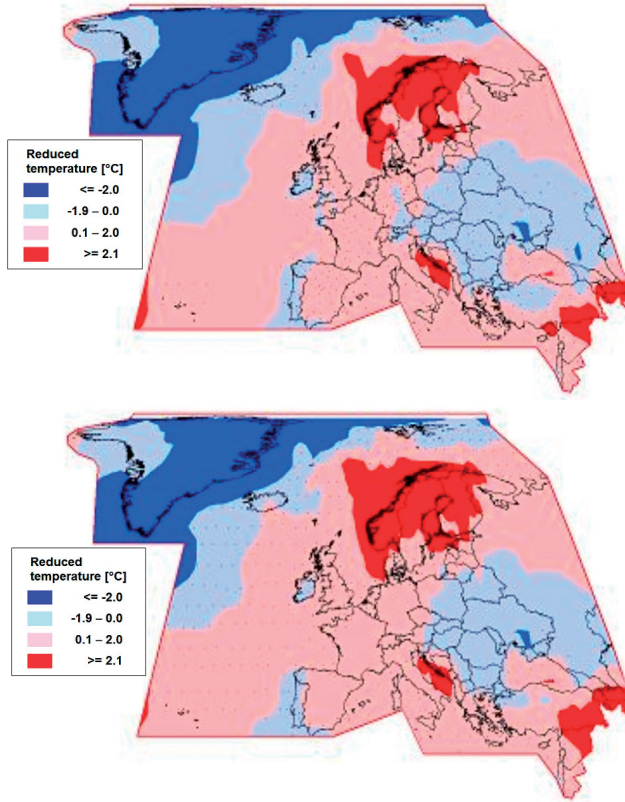 Reduced
temperature [°C]
<= -2.0
-1.9 – 0.0
0.1 – 2.0
>= 2.1
Reduced
temperature [°C]
<= -2.0
-1.9 – 0.0
0.1 – 2.0
>= 2.1